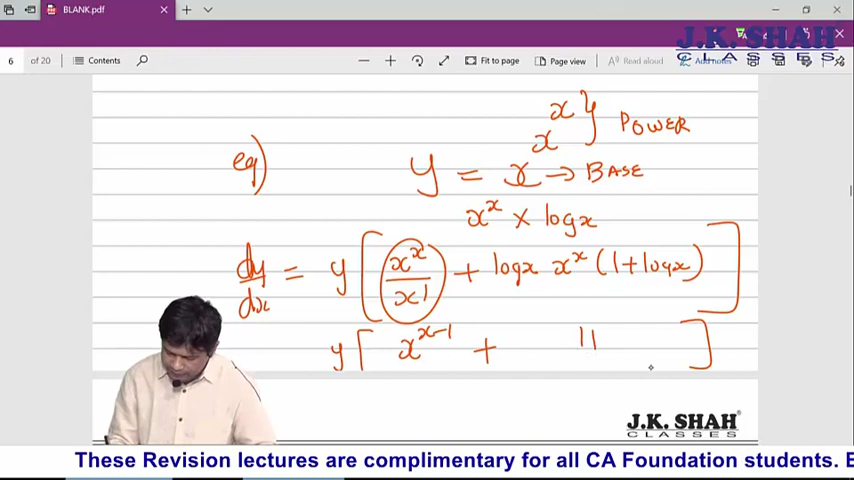 BLANK.pdf
J.K. SHAH
CLASSES
6 of 20 Contents Fit to page Page view Read aloud Add notes
x^x } POWER
eg) y = x → BASE
x^x × log x
dy/dx = y [ x^x/x^1 + log x x^x (1 + log x) ]
y [ x^(x-1) + 11 ]
J.K. SHAH®
CLASSES
These Revision lectures are complimentary for all CA Foundation students. E